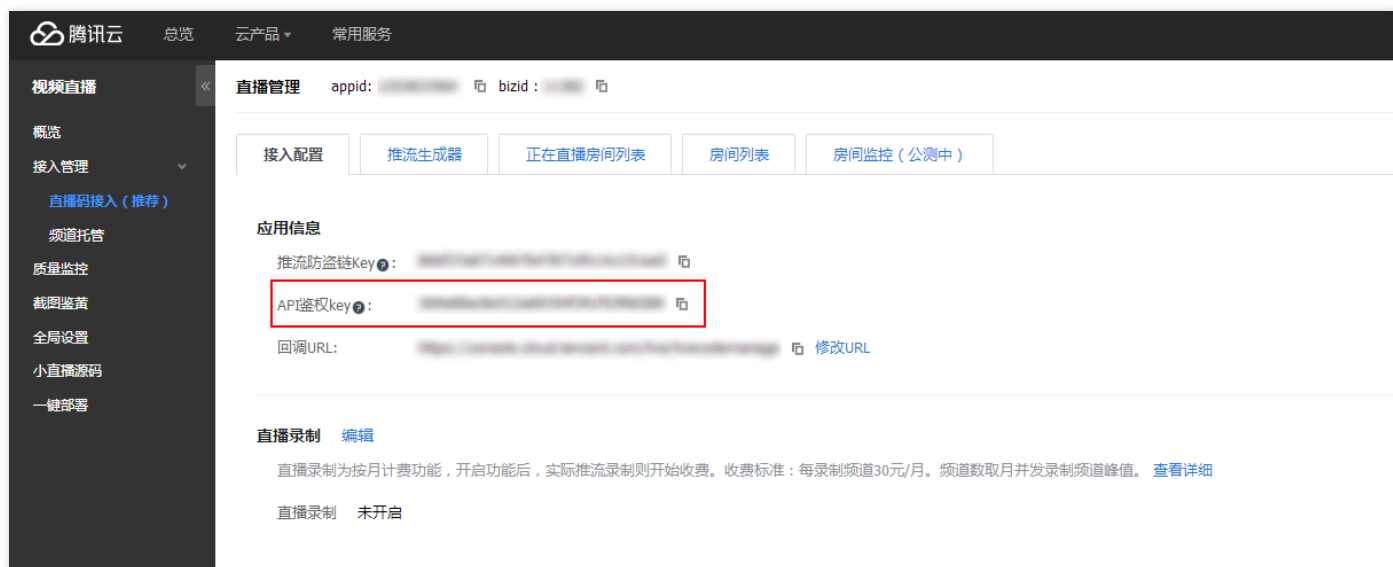 腾讯云 总览 云产品 常用服务
视频直播 «
直播管理 appid: bizid :
概览
接入管理
直播码接入（推荐）
频道托管
质量监控
截图鉴黄
全局设置
小直播源码
一键部署
接入配置 推流生成器 正在直播房间列表 房间列表 房间监控（公测中）
应用信息
推流防盗链Key?:
API鉴权key?:
回调URL: 修改URL
直播录制 编辑
直播录制为按月计费功能，开启功能后，实际推流录制则开始收费。收费标准：每录制频道30元/月。频道数取月并发录制频道峰值。 查看详细
直播录制 未开启